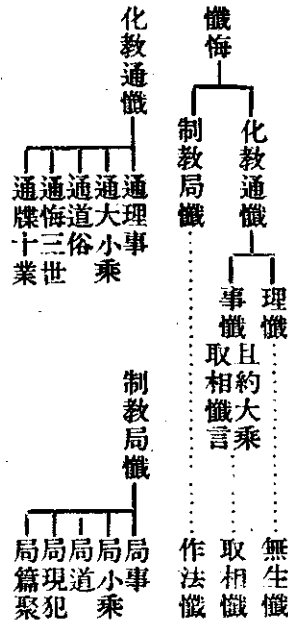 懺悔
化教通懺
理懺……無生懺
事懺 且約大乘取相懺言……取相懺
制教局懺……作法懺
化教通懺
通理事
通大小乘
通道俗
通悔三世
通牒十業
制教局懺
局事
局小乘
局道
局現犯
局篇聚